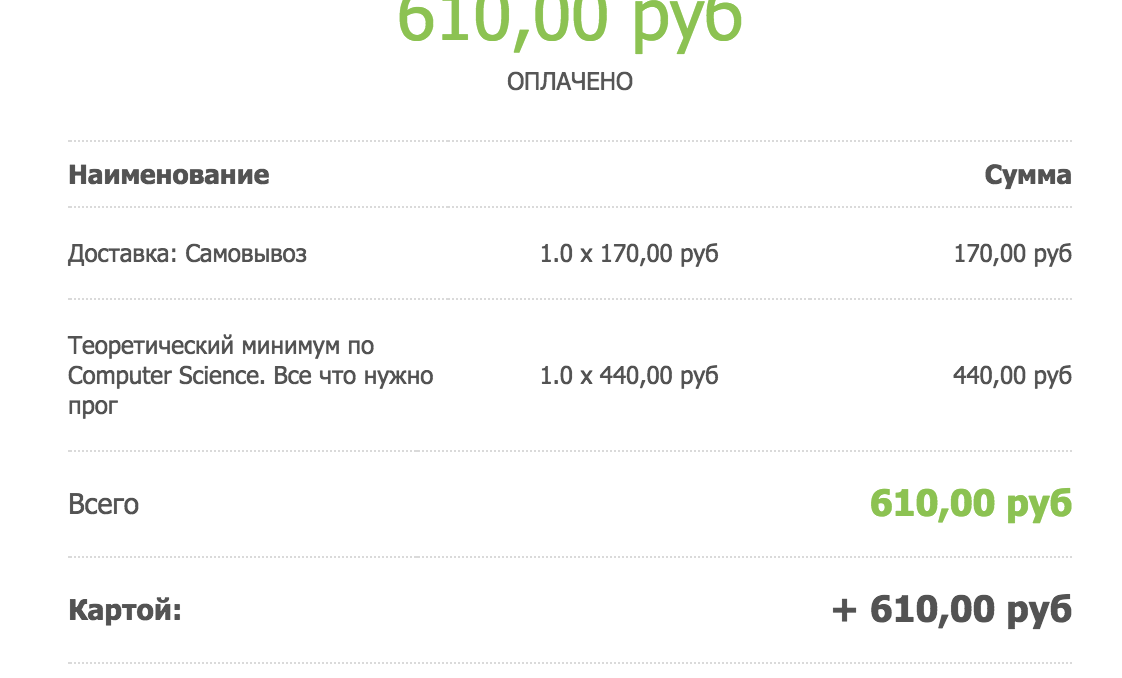 610,00 руб
ОПЛАЧЕНО
Наименование Сумма
Доставка: Самовывоз 1.0 x 170,00 руб 170,00 руб
Теоретический минимум по
Computer Science. Все что нужно 1.0 x 440,00 руб 440,00 руб
прог
Всего 610,00 руб
Картой: + 610,00 руб